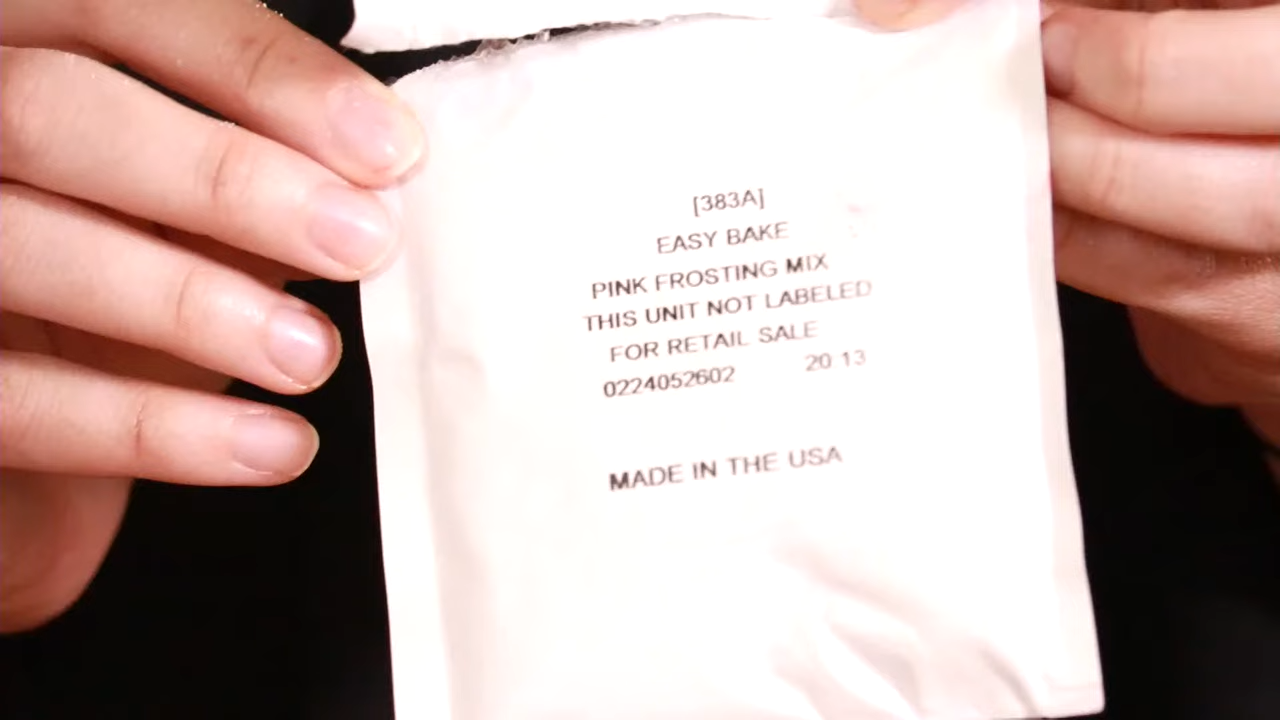 [383A]
EASY BAKE
PINK FROSTING MIX
THIS UNIT NOT LABELED
FOR RETAIL SALE
0224052602 20 13
MADE IN THE USA